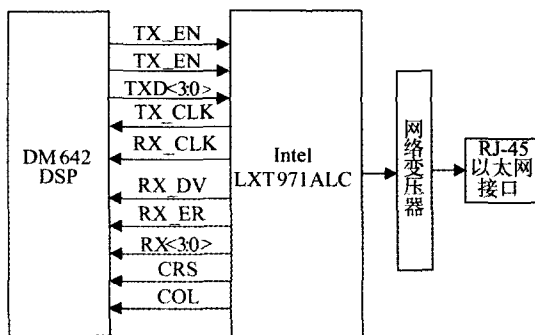 TX_EN
TX_EN
TXD<3:0>
TX_CLK
RX_CLK
RX_DV
RX_ER
RX<3:0>
CRS
COL
DM642
DSP
Intel
LXT971ALC
网络变压器
RJ-45
以太网
接口